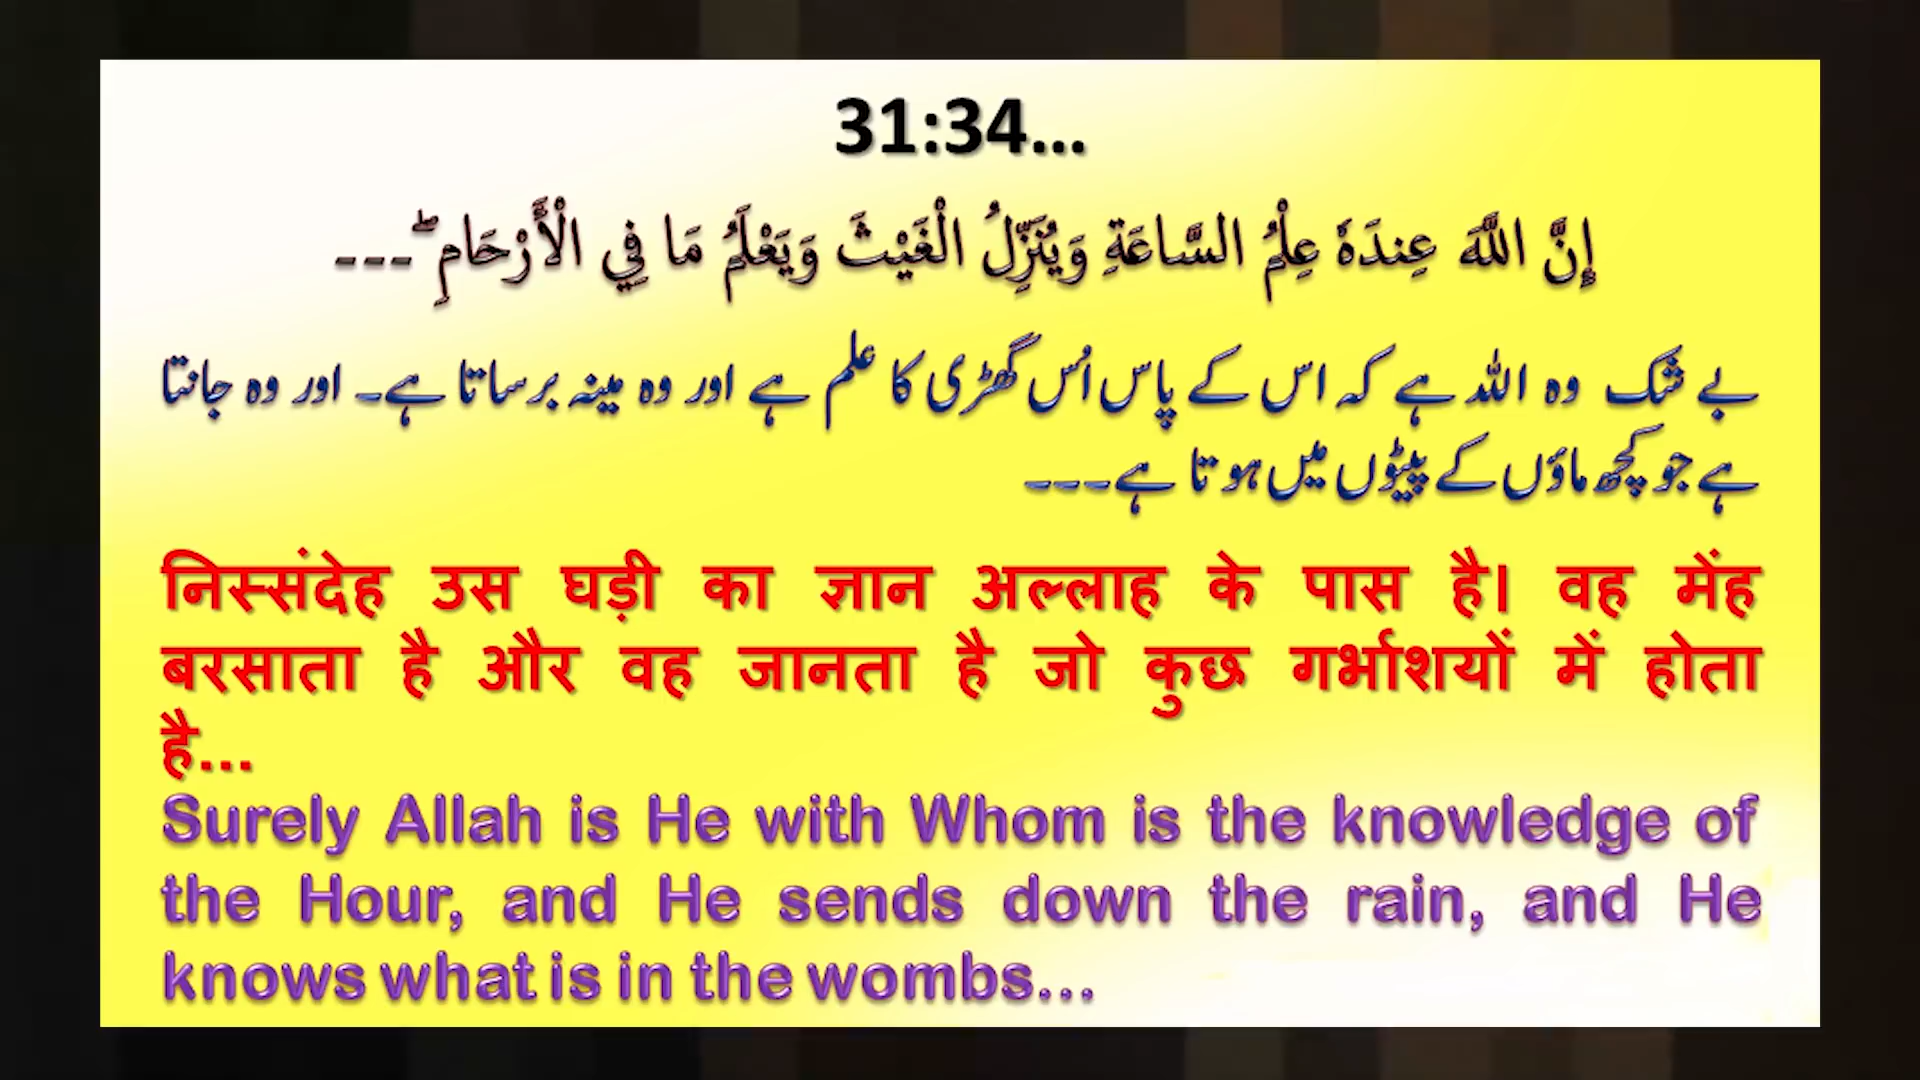 31:34...
إِنَّ اللَّهَ عِندَهُ عِلْمُ السَّاعَةِ وَيُنَزِّلُ الْغَيْثَ وَيَعْلَمُ مَا فِي الْأَرْحَامِ ۖ---
بے شک وہ اللہ ہے کہ اس کے پاس اُس گھڑی کا علم ہے اور وہ مینہ برساتا ہے۔ اور وہ جانتا
ہے جو کچھ ماؤں کے پیٹوں میں ہوتا ہے۔۔۔
निस्संदेह उस घड़ी का ज्ञान अल्लाह के पास है। वह मेंह
बरसाता है और वह जानता है जो कुछ गर्भाशयों में होता
है...
Surely Allah is He with Whom is the knowledge of
the Hour, and He sends down the rain, and He
knows what is in the wombs...